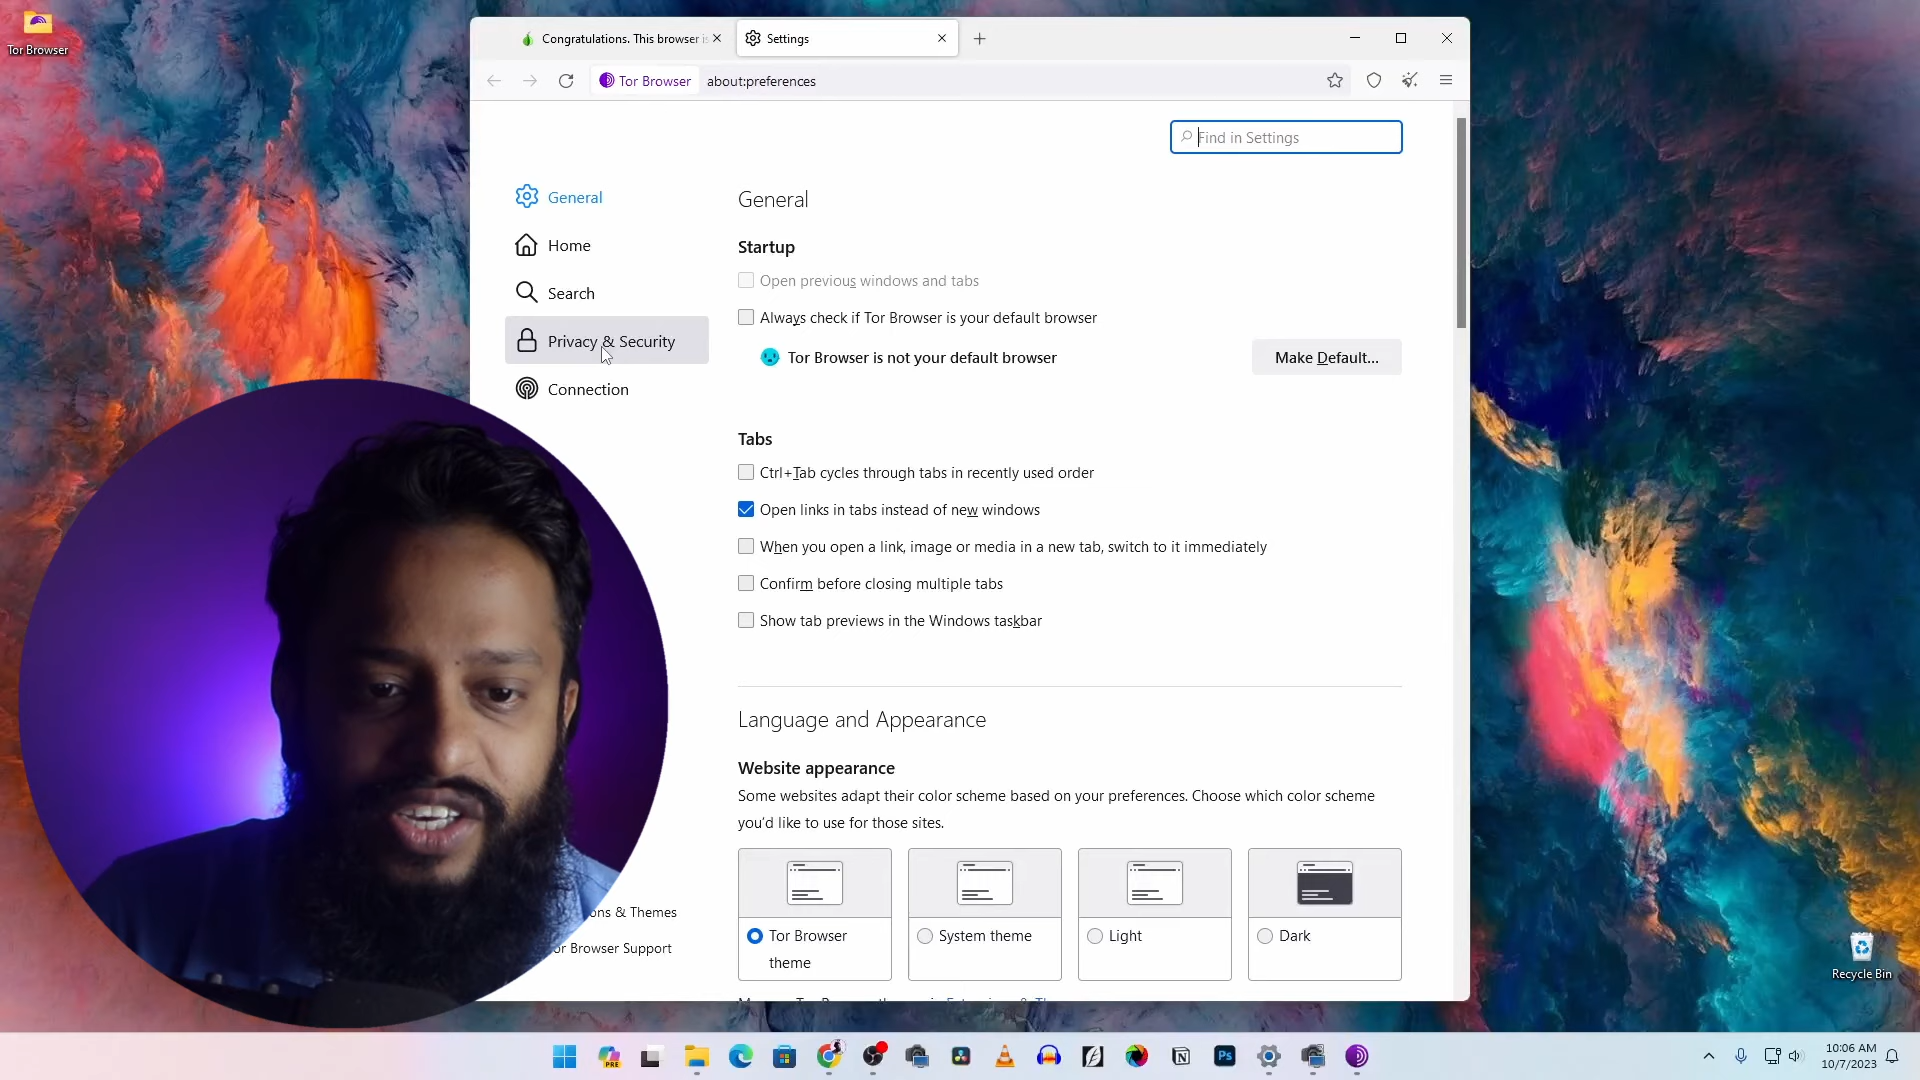 Tor Browser
Congratulations. This browser is
Settings
Tor Browser
about:preferences
Find in Settings
General
Home
Search
Privacy & Security
Connection
ons & Themes
or Browser Support
General
Startup
Open previous windows and tabs
Always check if Tor Browser is your default browser
Tor Browser is not your default browser
Make Default...
Tabs
Ctrl+Tab cycles through tabs in recently used order
Open links in tabs instead of new windows
When you open a link, image or media in a new tab, switch to it immediately
Confirm before closing multiple tabs
Show tab previews in the Windows taskbar
Language and Appearance
Website appearance
Some websites adapt their color scheme based on your preferences. Choose which color scheme
you'd like to use for those sites.
Tor Browser
theme
System theme
Light
Dark
Recycle Bin
PRE
Ps
10:06 AM
10/7/2023